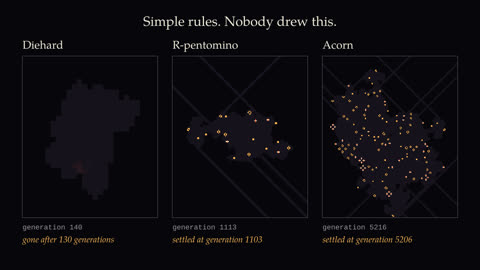 Simple rules. Nobody drew this.
Diehard
R-pentomino
Acorn
generation 140
generation 1113
generation 5216
gone after 130 generations
settled at generation 1103
settled at generation 5206